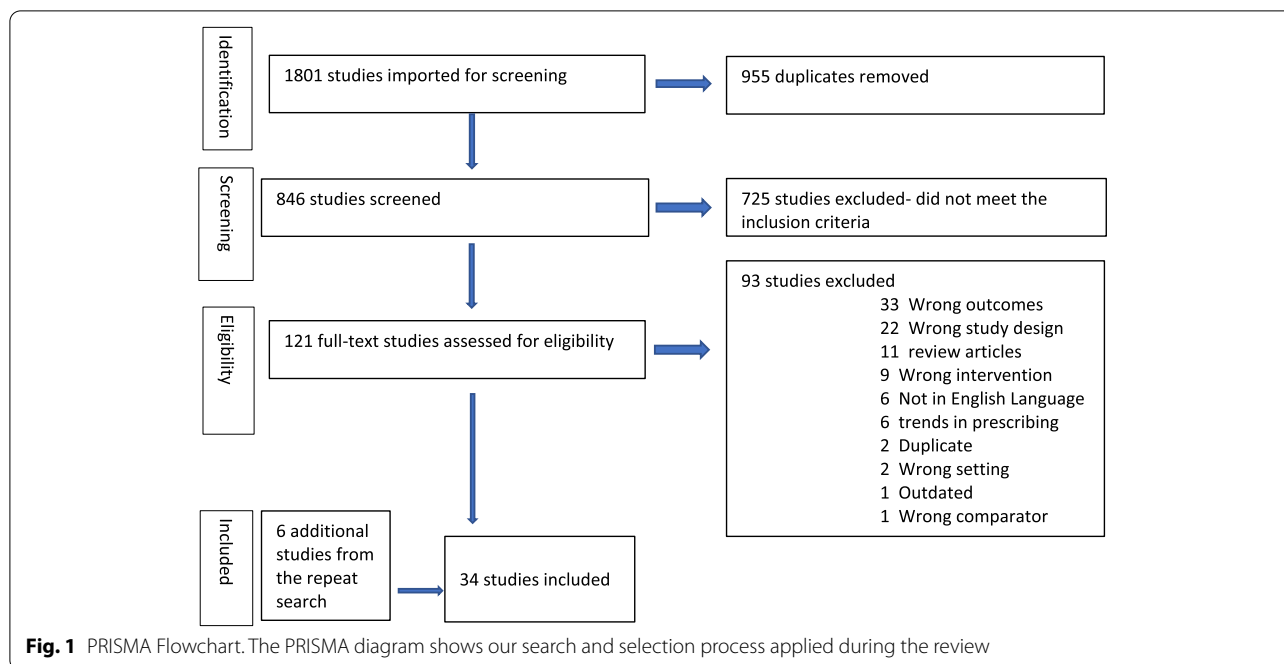 Identification
1801 studies imported for screening
955 duplicates removed
Screening
846 studies screened
725 studies excluded- did not meet the
inclusion criteria
Eligibility
121 full-text studies assessed for eligibility
93 studies excluded
33 Wrong outcomes
22 Wrong study design
11 review articles
9 Wrong intervention
6 Not in English Language
6 trends in prescribing
2 Duplicate
2 Wrong setting
1 Outdated
1 Wrong comparator
Included
6 additional
studies from
the repeat
search
34 studies included
Fig. 1 PRISMA Flowchart. The PRISMA diagram shows our search and selection process applied during the review